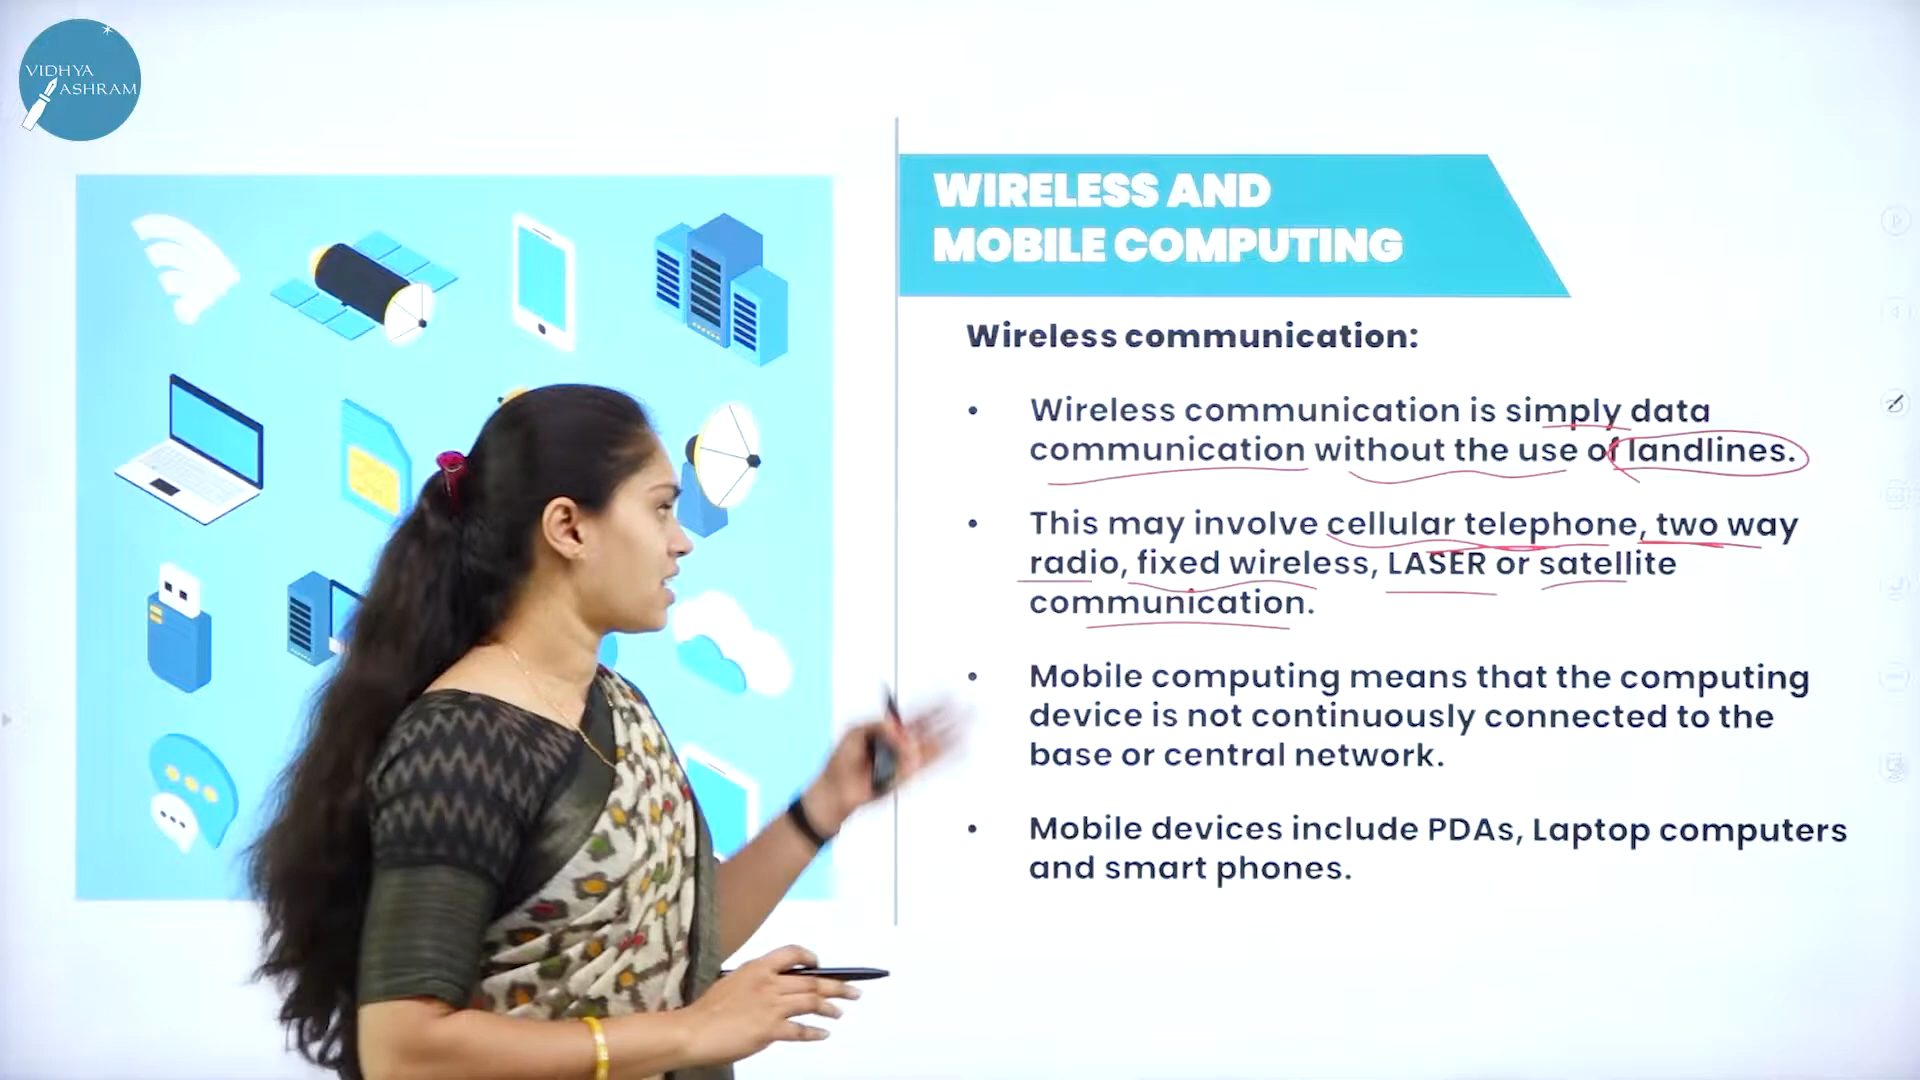 VIDHYA
ASHRAM
WIRELESS AND
MOBILE COMPUTING
Wireless communication:
• Wireless communication is simply data
communication without the use of landlines.
• This may involve cellular telephone, two way
radio, fixed wireless, LASER or satellite
communication.
• Mobile computing means that the computing
device is not continuously connected to the
base or central network.
• Mobile devices include PDAs, Laptop computers
and smart phones.